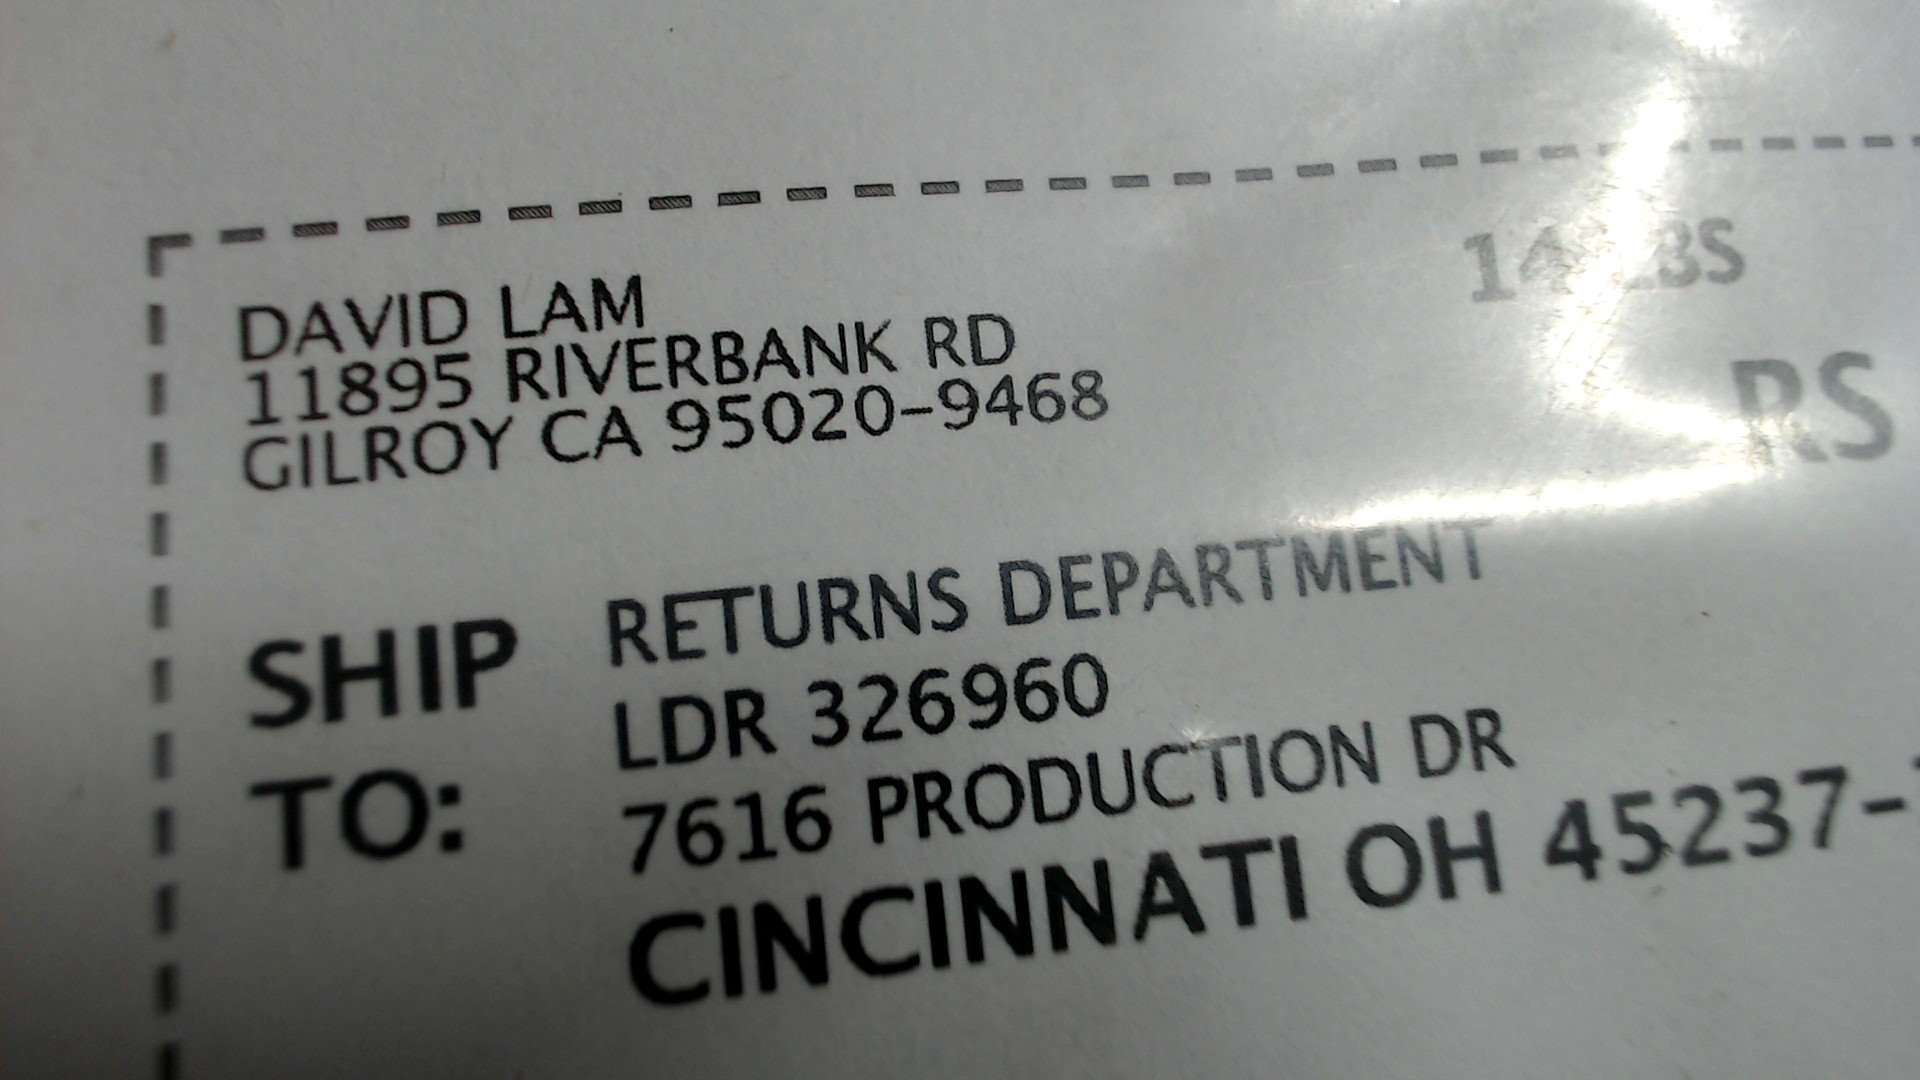 DAVID LAM
11895 RIVERBANK RD
GILROY CA 95020-9468
RS
SHIP TO:
RETURNS DEPARTMENT
LDR 326960
7616 PRODUCTION DR
CINCINNATI OH 45237-